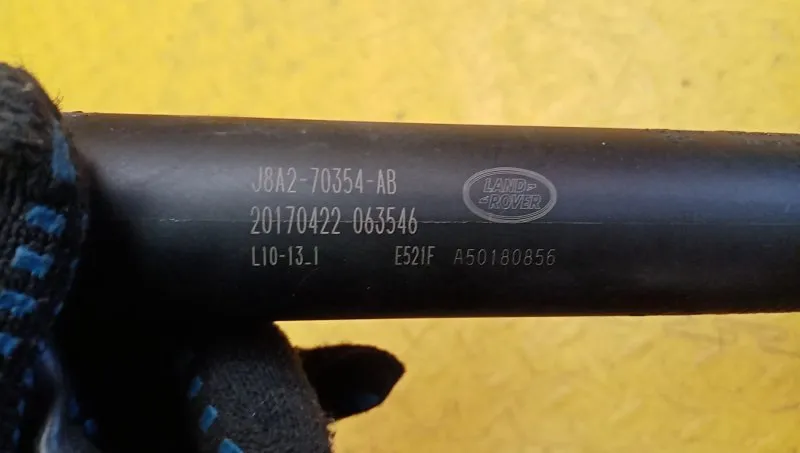 J8A2-70354-AB
LAND
ROVER
20170422 063546
L10-13_1 E521F A50180856